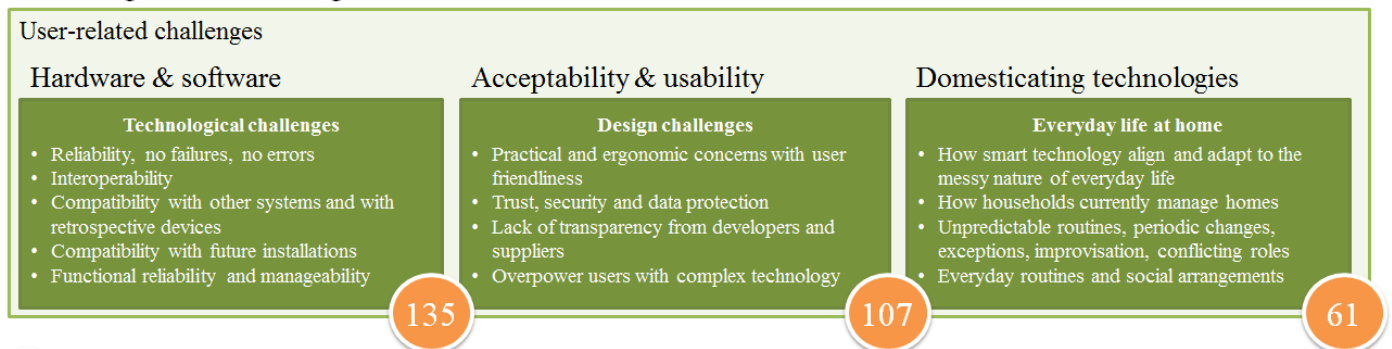 User-related challenges
Hardware & software
Technological challenges
• Reliability, no failures, no errors
• Interoperability
• Compatibility with other systems and with
retrospective devices
• Compatibility with future installations
• Functional reliability and manageability
135
Acceptability & usability
Design challenges
• Practical and ergonomic concerns with user
friendliness
• Trust, security and data protection
• Lack of transparency from developers and
suppliers
• Overpower users with complex technology
107
Domesticating technologies
Everyday life at home
• How smart technology align and adapt to the
messy nature of everyday life
• How households currently manage homes
• Unpredictable routines, periodic changes,
exceptions, improvisation, conflicting roles
• Everyday routines and social arrangements
61